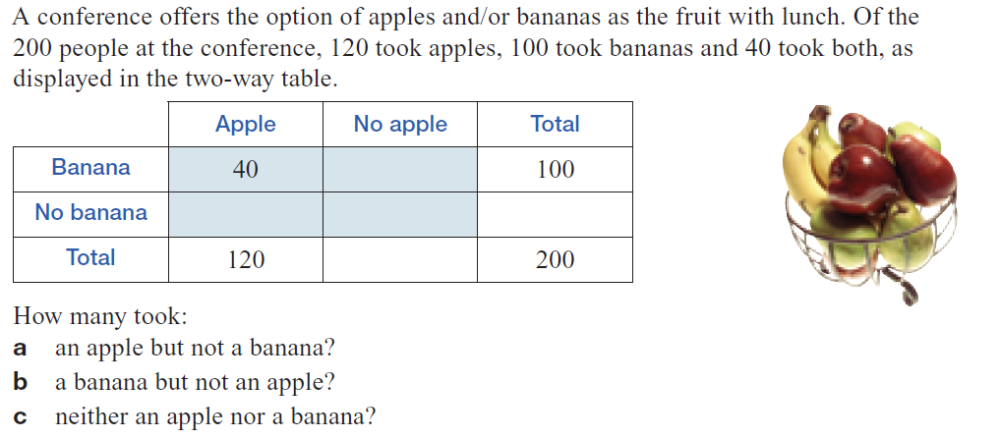 A conference offers the option of apples and/or bananas as the fruit with lunch. Of the
200 people at the conference, 120 took apples, 100 took bananas and 40 took both, as
displayed in the two-way table.
Apple No apple Total
Banana 40 100
No banana
Total 120 200
How many took:
a an apple but not a banana?
b a banana but not an apple?
c neither an apple nor a banana?